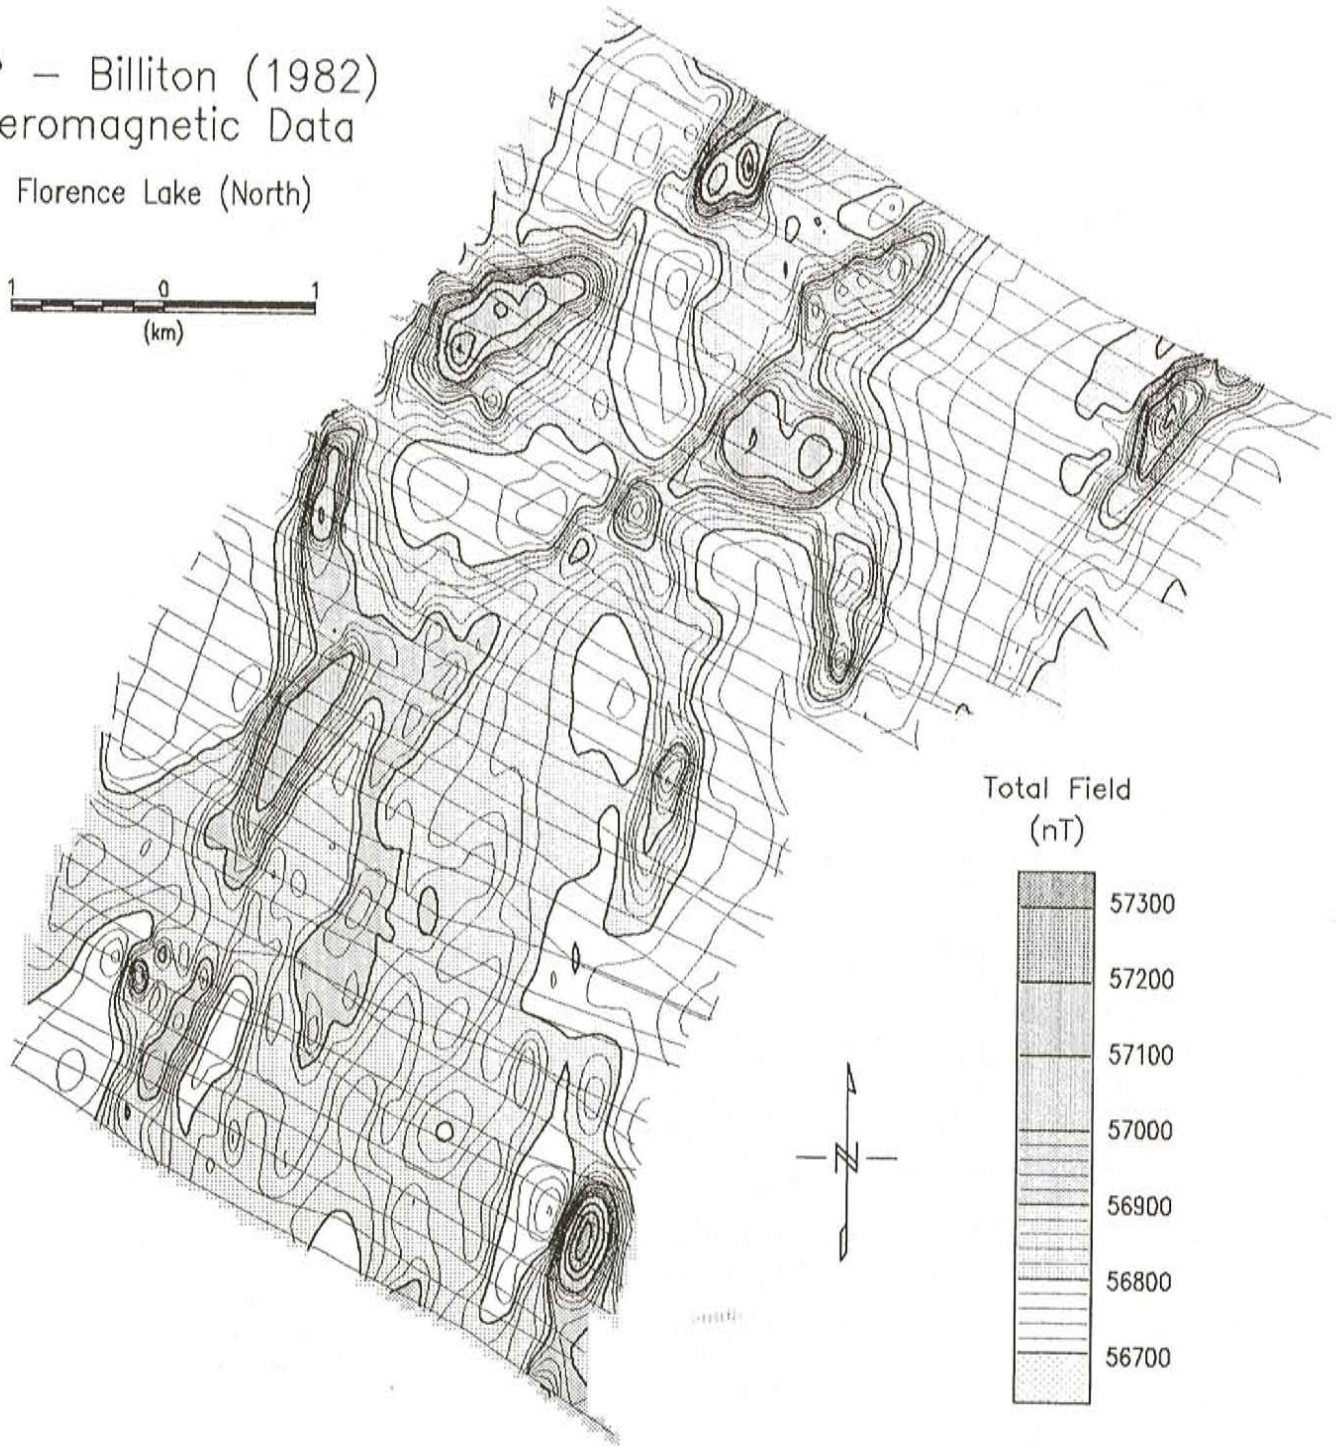 – Billiton (1982)
eromagnetic Data
Florence Lake (North)
1 0 1
(km)
Total Field
(nT)
57300
57200
57100
57000
56900
56800
56700
N